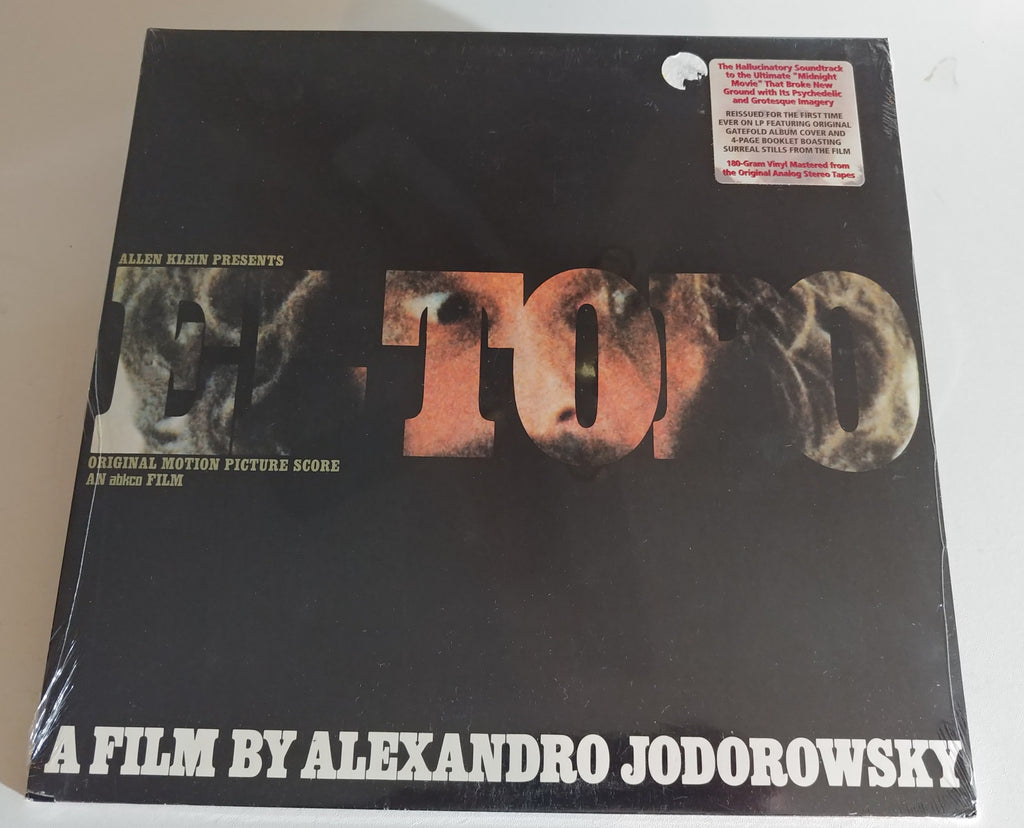 The Hallucinatory Soundtrack
to the Ultimate "Midnight
Movie" That Broke New
Ground with Its Psychedelic
and Grotesque Imagery
REISSUED FOR THE FIRST TIME
EVER ON LP FEATURING ORIGINAL
GATEFOLD ALBUM COVER AND
4-PAGE BOOKLET BOASTING
SURREAL STILLS FROM THE FILM
180-Gram Vinyl Mastered from
the Original Analog Stereo Tapes
ALLEN KLEIN PRESENTS
EL TOPO
ORIGINAL MOTION PICTURE SCORE
AN abkco FILM
A FILM BY ALEXANDRO JODOROWSKY